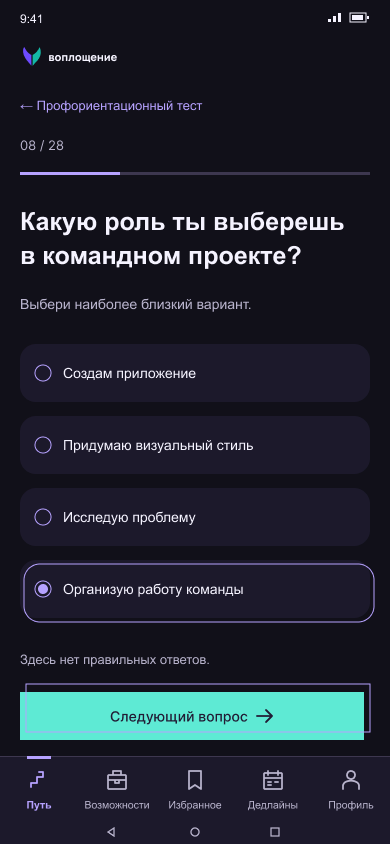 9:41
воплощение
← Профориентационный тест
08 / 28
Какую роль ты выберешь
в командном проекте?
Выбери наиболее близкий вариант.
Создам приложение
Придумаю визуальный стиль
Исследую проблему
Организую работу команды
Здесь нет правильных ответов.
Следующий вопрос →
Путь Возможности Избранное Дедлайны Профиль